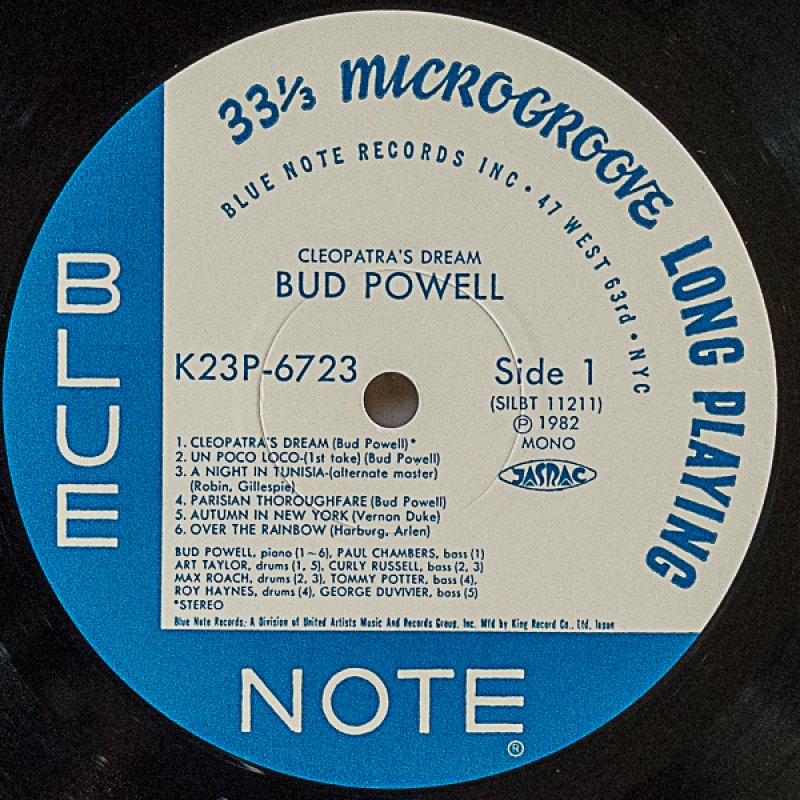 33⅓ MICROGROOVE LONG PLAYING
BLUE NOTE RECORDS INC • 47 WEST 63rd • NYC
CLEOPATRA'S DREAM
BUD POWELL
K23P-6723
Side 1
(SILBT 11211)
Ⓟ 1982
MONO
JASRAC
1. CLEOPATRA'S DREAM (Bud Powell)*
2. UN POCO LOCO-(1st take) (Bud Powell)
3. A NIGHT IN TUNISIA-(alternate master)
(Robin, Gillespie)
4. PARISIAN THOROUGHFARE (Bud Powell)
5. AUTUMN IN NEW YORK (Vernon Duke)
6. OVER THE RAINBOW (Harburg, Arlen)
BUD POWELL, piano (1～6), PAUL CHAMBERS, bass (1)
ART TAYLOR, drums (1, 5), CURLY RUSSELL, bass (2, 3)
MAX ROACH, drums (2, 3), TOMMY POTTER, bass (4),
ROY HAYNES, drums (4), GEORGE DUVIVIER, bass (5)
*STEREO
Blue Note Records; A Division of United Artists Music And Records Group, Inc. Mfd by King Record Co., Ltd. Japan
BLUE
NOTE
®